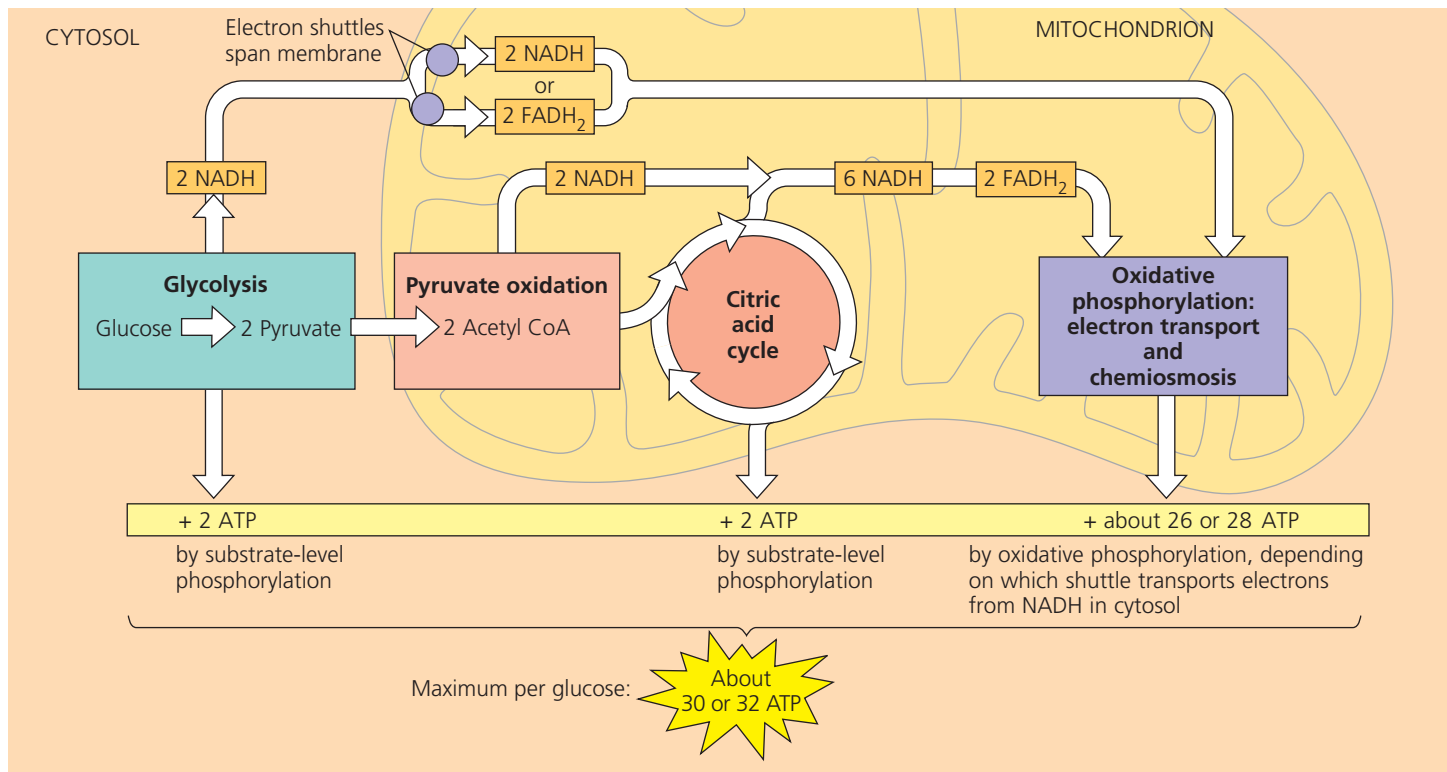 CYTOSOL
Electron shuttles
span membrane
MITOCHONDRION
2 NADH
or
2 FADH₂
2 NADH
2 NADH
6 NADH
2 FADH₂
Glycolysis
Glucose
2 Pyruvate
Pyruvate oxidation
2 Acetyl CoA
Citric
acid
cycle
Oxidative
phosphorylation:
electron transport
and
chemiosmosis
+ 2 ATP
by substrate-level
phosphorylation
+ 2 ATP
by substrate-level
phosphorylation
+ about 26 or 28 ATP
by oxidative phosphorylation, depending
on which shuttle transports electrons
from NADH in cytosol
Maximum per glucose:
About
30 or 32 ATP